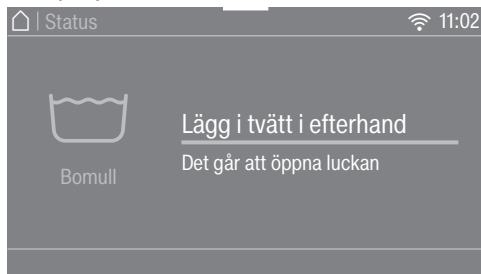 | Status 11:02
Lägg i tvätt i efterhand
Det går att öppna luckan
Bomull